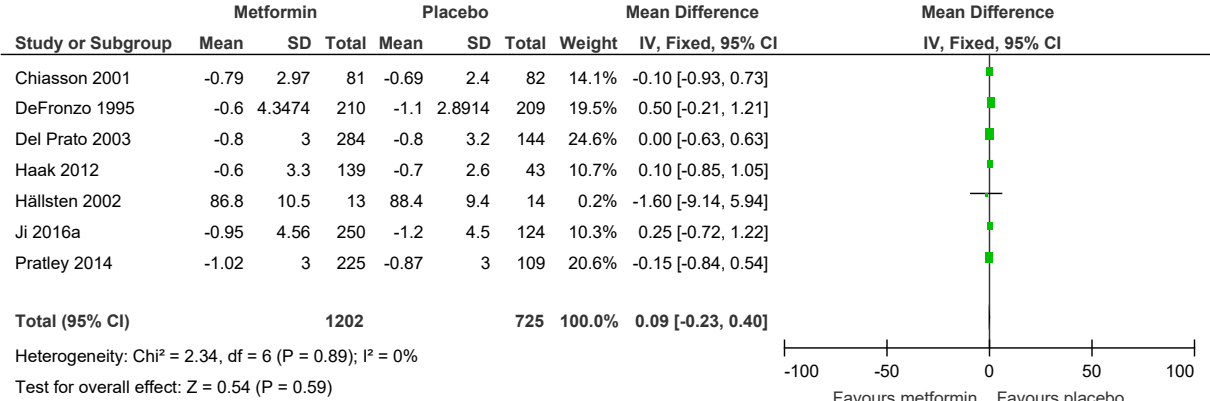 Metformin Placebo Mean Difference Mean Difference
Study or Subgroup Mean SD Total Mean SD Total Weight IV, Fixed, 95% CI IV, Fixed, 95% CI
Chiasson 2001 -0.79 2.97 81 -0.69 2.4 82 14.1% -0.10 [-0.93, 0.73]
DeFronzo 1995 -0.6 4.3474 210 -1.1 2.8914 209 19.5% 0.50 [-0.21, 1.21]
Del Prato 2003 -0.8 3 284 -0.8 3.2 144 24.6% 0.00 [-0.63, 0.63]
Haak 2012 -0.6 3.3 139 -0.7 2.6 43 10.7% 0.10 [-0.85, 1.05]
Hällsten 2002 86.8 10.5 13 88.4 9.4 14 0.2% -1.60 [-9.14, 5.94]
Ji 2016a -0.95 4.56 250 -1.2 4.5 124 10.3% 0.25 [-0.72, 1.22]
Pratley 2014 -1.02 3 225 -0.87 3 109 20.6% -0.15 [-0.84, 0.54]
Total (95% CI) 1202 725 100.0% 0.09 [-0.23, 0.40]
Heterogeneity: Chi² = 2.34, df = 6 (P = 0.89); I² = 0%
Test for overall effect: Z = 0.54 (P = 0.59)
-100 -50 0 50 100
Favours metformin Favours placebo